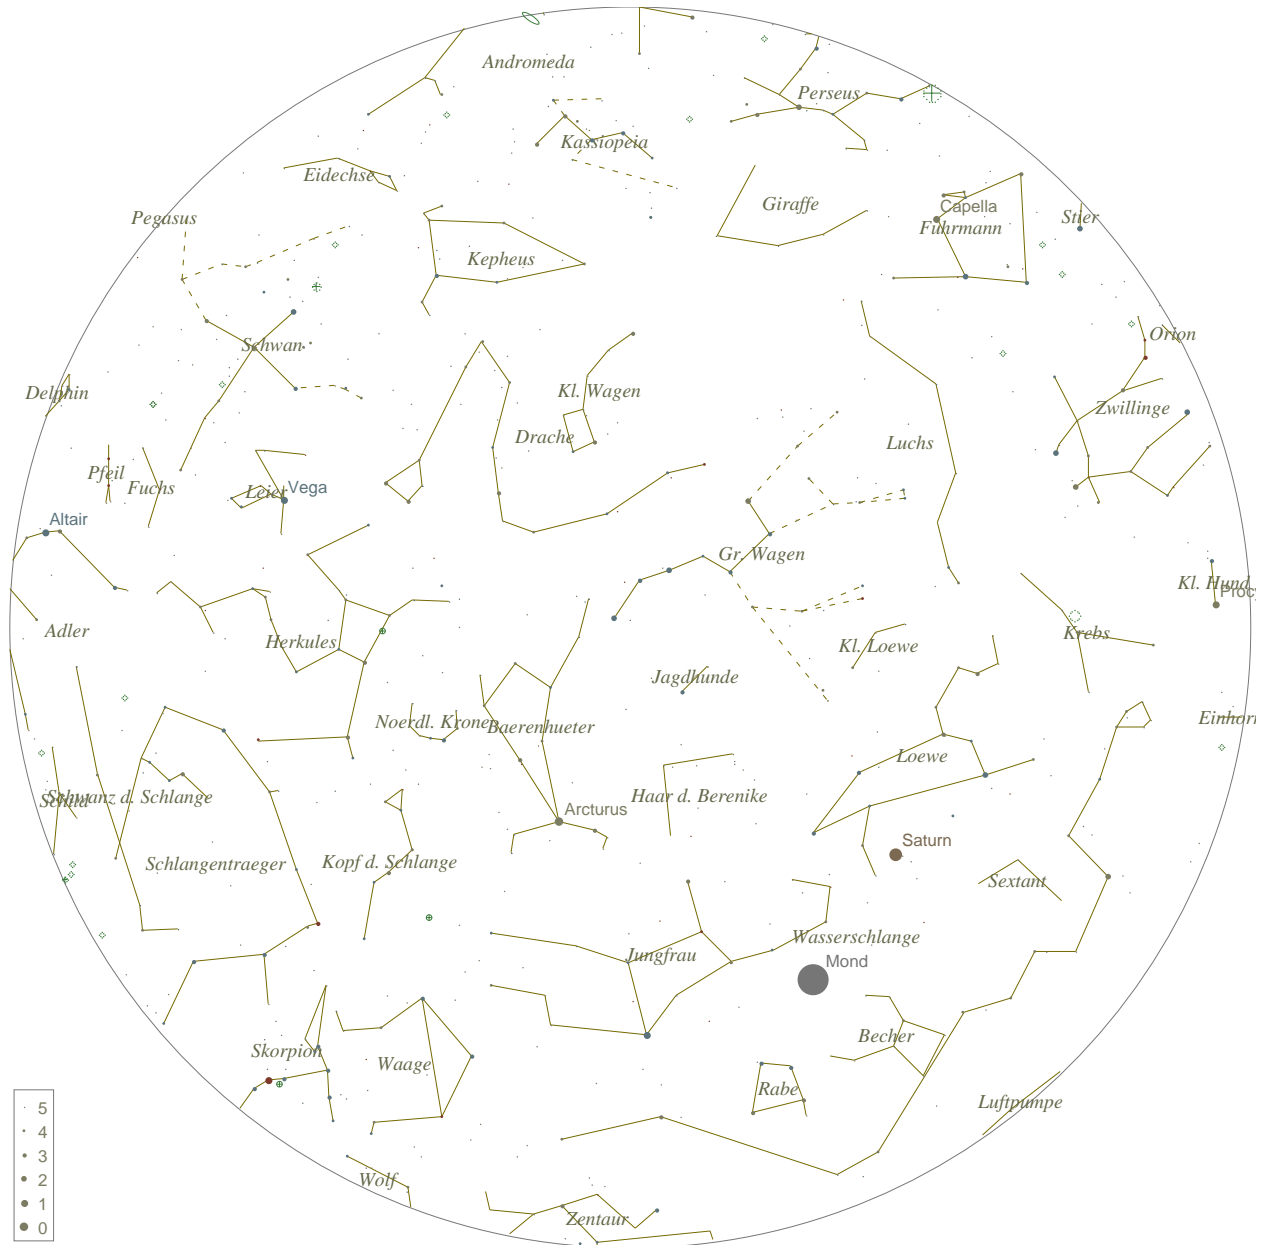 Andromeda
Perseus
Kassiopeia
Eidechse
Giraffe
Capella
Pegasus
Stier
Fuhrmann
Kepheus
Orion
Schwan
Delphin
Kl. Wagen
Zwillinge
Drache
Luchs
Pfeil
Fuchs
Leier
Vega
Altair
Gr. Wagen
Kl. Hund
Proc
Adler
Herkules
Krebs
Kl. Loewe
Jagdhunde
Noerdl. Krone
Baerenhueter
Einhorn
Loewe
Schwanz d. Schlange
Schild
Haar d. Berenike
Arcturus
Saturn
Schlangentraeger
Kopf d. Schlange
Sextant
Wasserschlange
Jungfrau
Mond
Becher
Skorpion
Waage
Rabe
Luftpumpe
Wolf
Zentaur
5
4
3
2
1
0